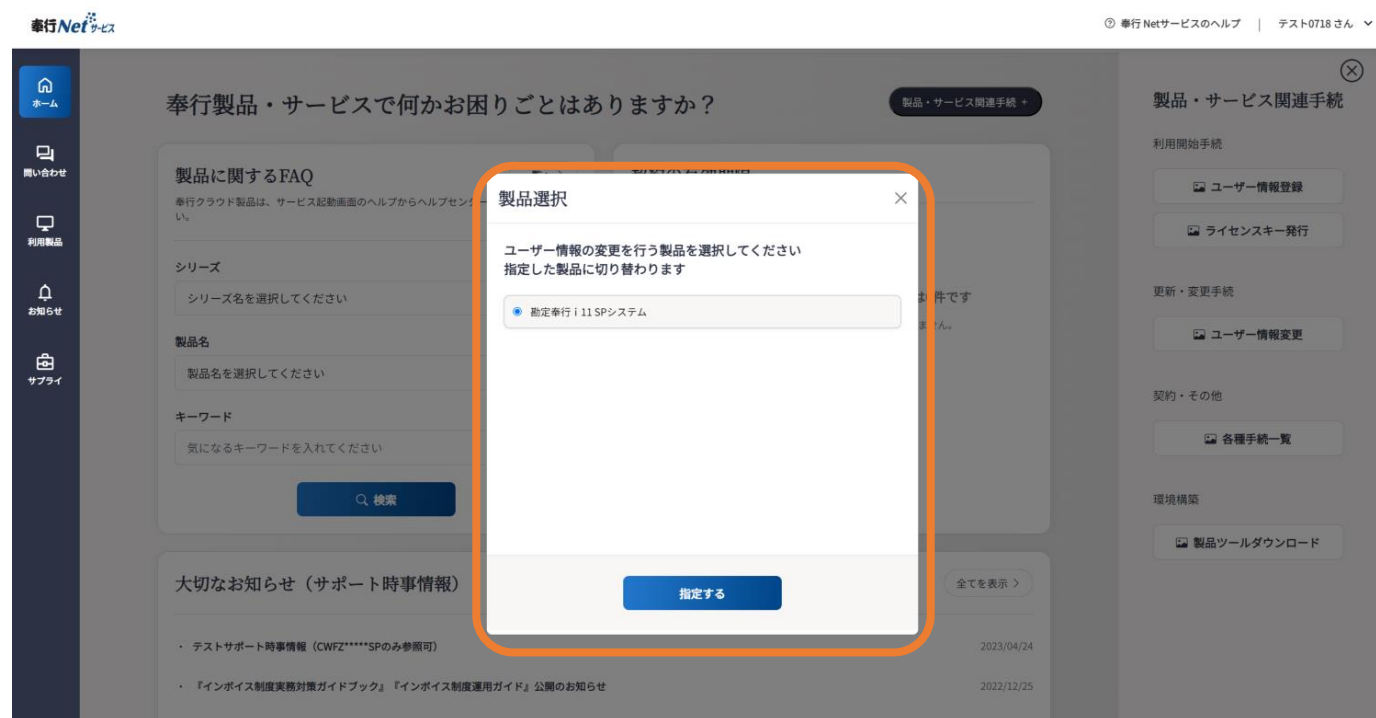 奉行Netサービス
奉行 Netサービスのヘルプ | テスト0718 さん
ホーム
問い合わせ
利用製品
お知らせ
サプライ
奉行製品・サービスで何かお困りごとはありますか？
製品・サービス関連手続 +
製品に関するFAQ
奉行クラウド製品は、サービス起動画面のヘルプからヘルプセンター
い。
シリーズ
シリーズ名を選択してください
製品名
製品名を選択してください
キーワード
気になるキーワードを入れてください
検索
件です
製品選択
ユーザー情報の変更を行う製品を選択してください
指定した製品に切り替わります
勘定奉行 i 11 SPシステム
指定する
大切なお知らせ（サポート時事情報）
全てを表示 >
・ テストサポート時事情報（CWFZ*****SPのみ参照可）
2023/04/24
・ 『インボイス制度実務対策ガイドブック』『インボイス制度運用ガイド』公開のお知らせ
2022/12/25
製品・サービス関連手続
利用開始手続
ユーザー情報登録
ライセンスキー発行
更新・変更手続
ユーザー情報変更
契約・その他
各種手続一覧
環境構築
製品ツールダウンロード